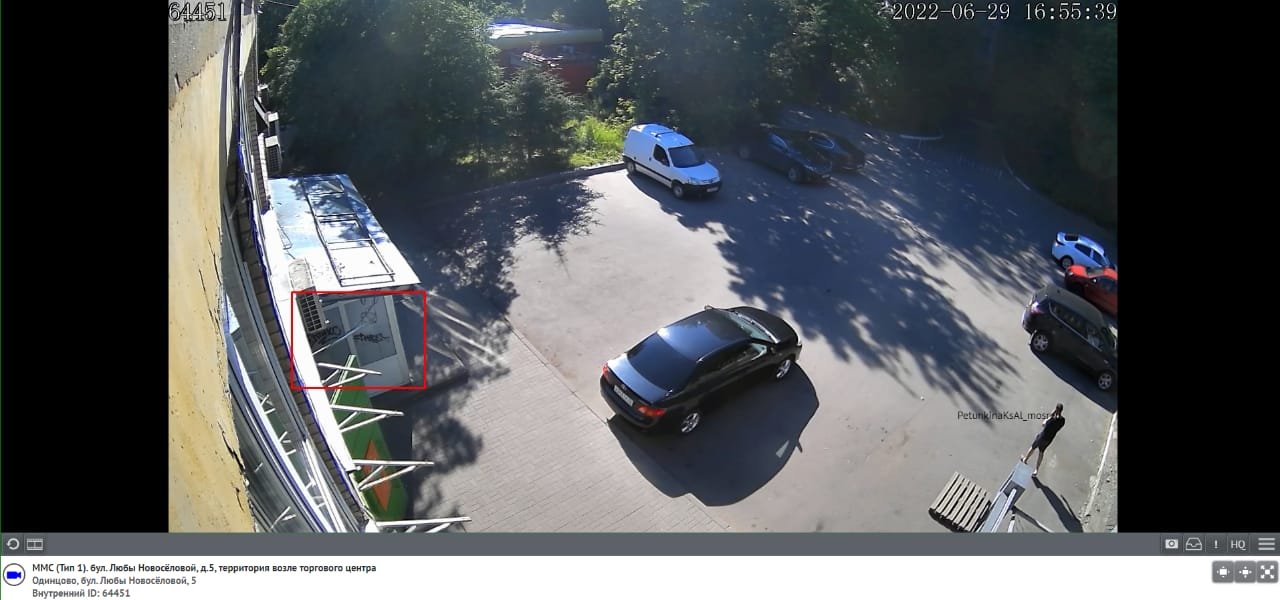 64451
2022-06-29 16:55:39
PetunkinaKsAl_mosr
HQ
ММС (Тип 1). бул. Любы Новосёловой, д.5, территория возле торгового центра
Одинцово, бул. Любы Новосёловой, 5
Внутренний ID: 64451